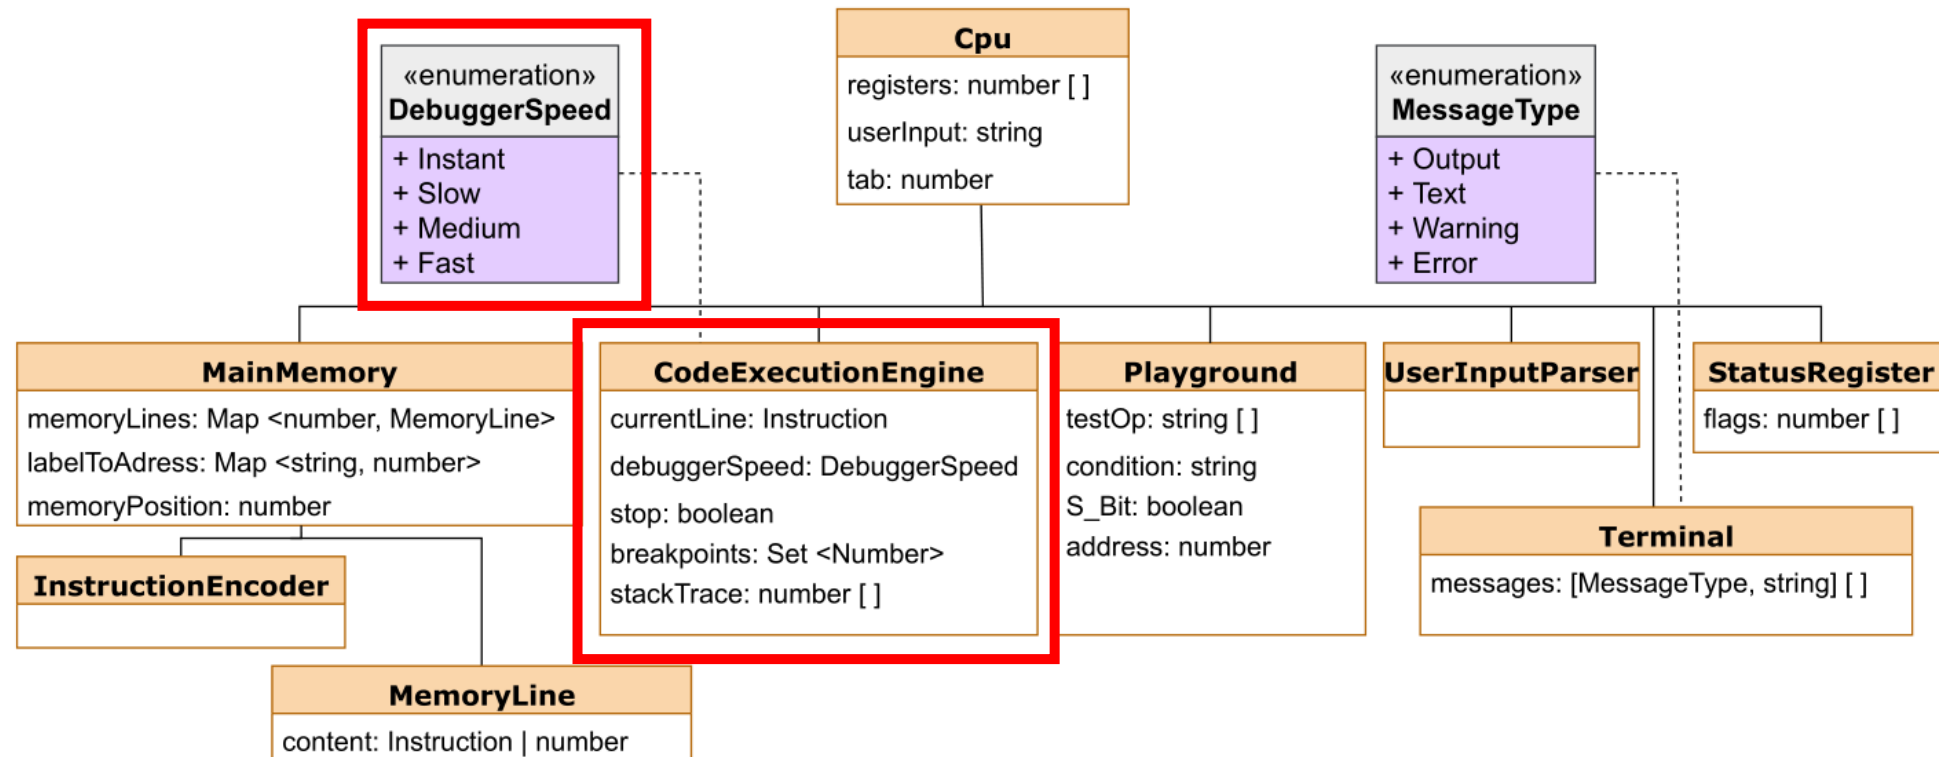 «enumeration»
DebuggerSpeed
+ Instant
+ Slow
+ Medium
+ Fast
Cpu
registers: number [ ]
userInput: string
tab: number
«enumeration»
MessageType
+ Output
+ Text
+ Warning
+ Error
MainMemory
memoryLines: Map <number, MemoryLine>
labelToAdress: Map <string, number>
memoryPosition: number
CodeExecutionEngine
currentLine: Instruction
debuggerSpeed: DebuggerSpeed
stop: boolean
breakpoints: Set <Number>
stackTrace: number [ ]
Playground
testOp: string [ ]
condition: string
S_Bit: boolean
address: number
UserInputParser
StatusRegister
flags: number [ ]
Terminal
messages: [MessageType, string] [ ]
InstructionEncoder
MemoryLine
content: Instruction | number